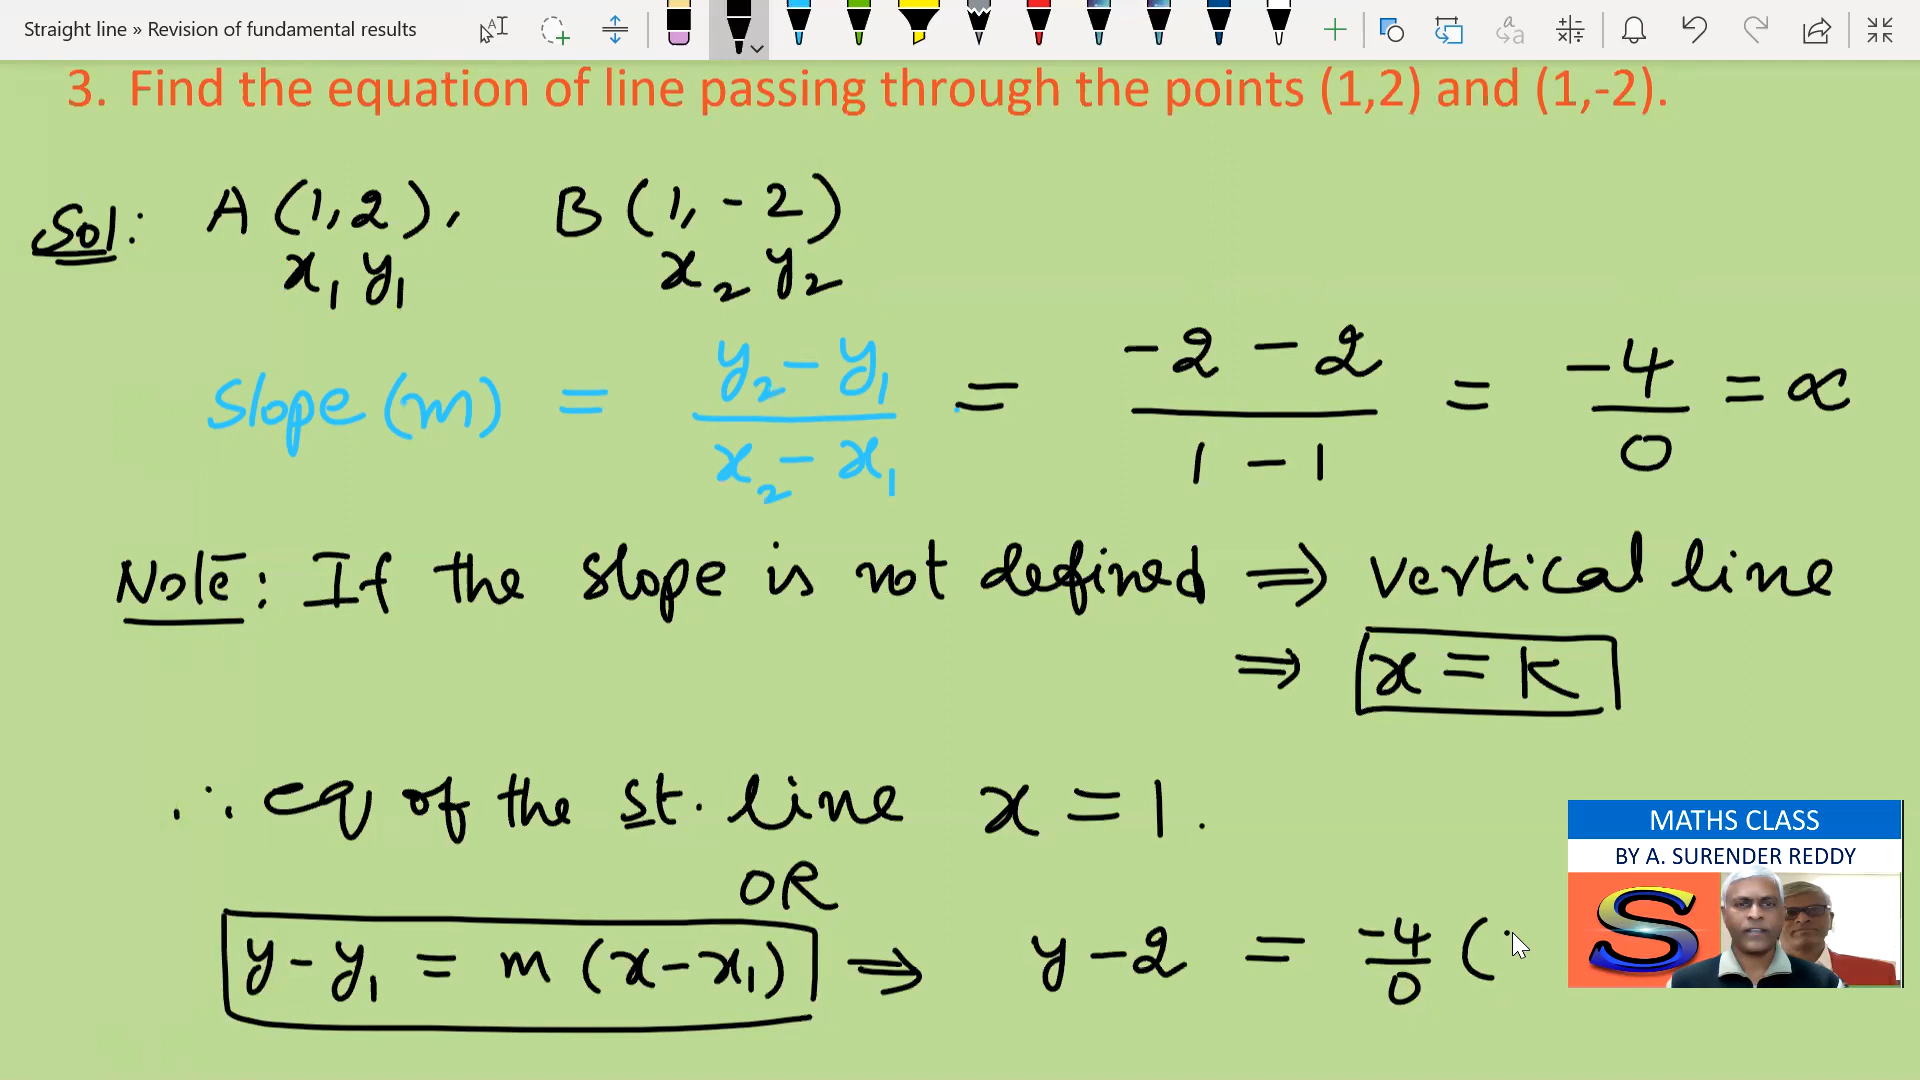 Straight line » Revision of fundamental results
3. Find the equation of line passing through the points (1,2) and (1,-2).
Sol: A (1, 2), B (1, - 2)
x₁ y₁ x₂ y₂
Slope (m) = (y₂ - y₁)/(x₂ - x₁) = (-2 - 2)/(1 - 1) = -4/0 = ∝
Note: If the slope is not defined ⇒ vertical line
⇒ x = k
∴ eq of the st. line x = 1.
OR
y - y₁ = m (x - x₁) ⇒ y - 2 = -4/0 (
MATHS CLASS
BY A. SURENDER REDDY
S